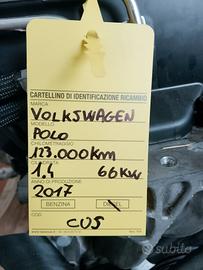 CARTELLINO DI IDENTIFICAZIONE RICAMBIO
MARCA
VOLKSWAGEN
MODELLO
POLO
CHILOMETRAGGIO
123.000km
1,4 66KW
ANNO DI PRODUZIONE
2017
BENZINA DIESEL
COD.
CUS
subito